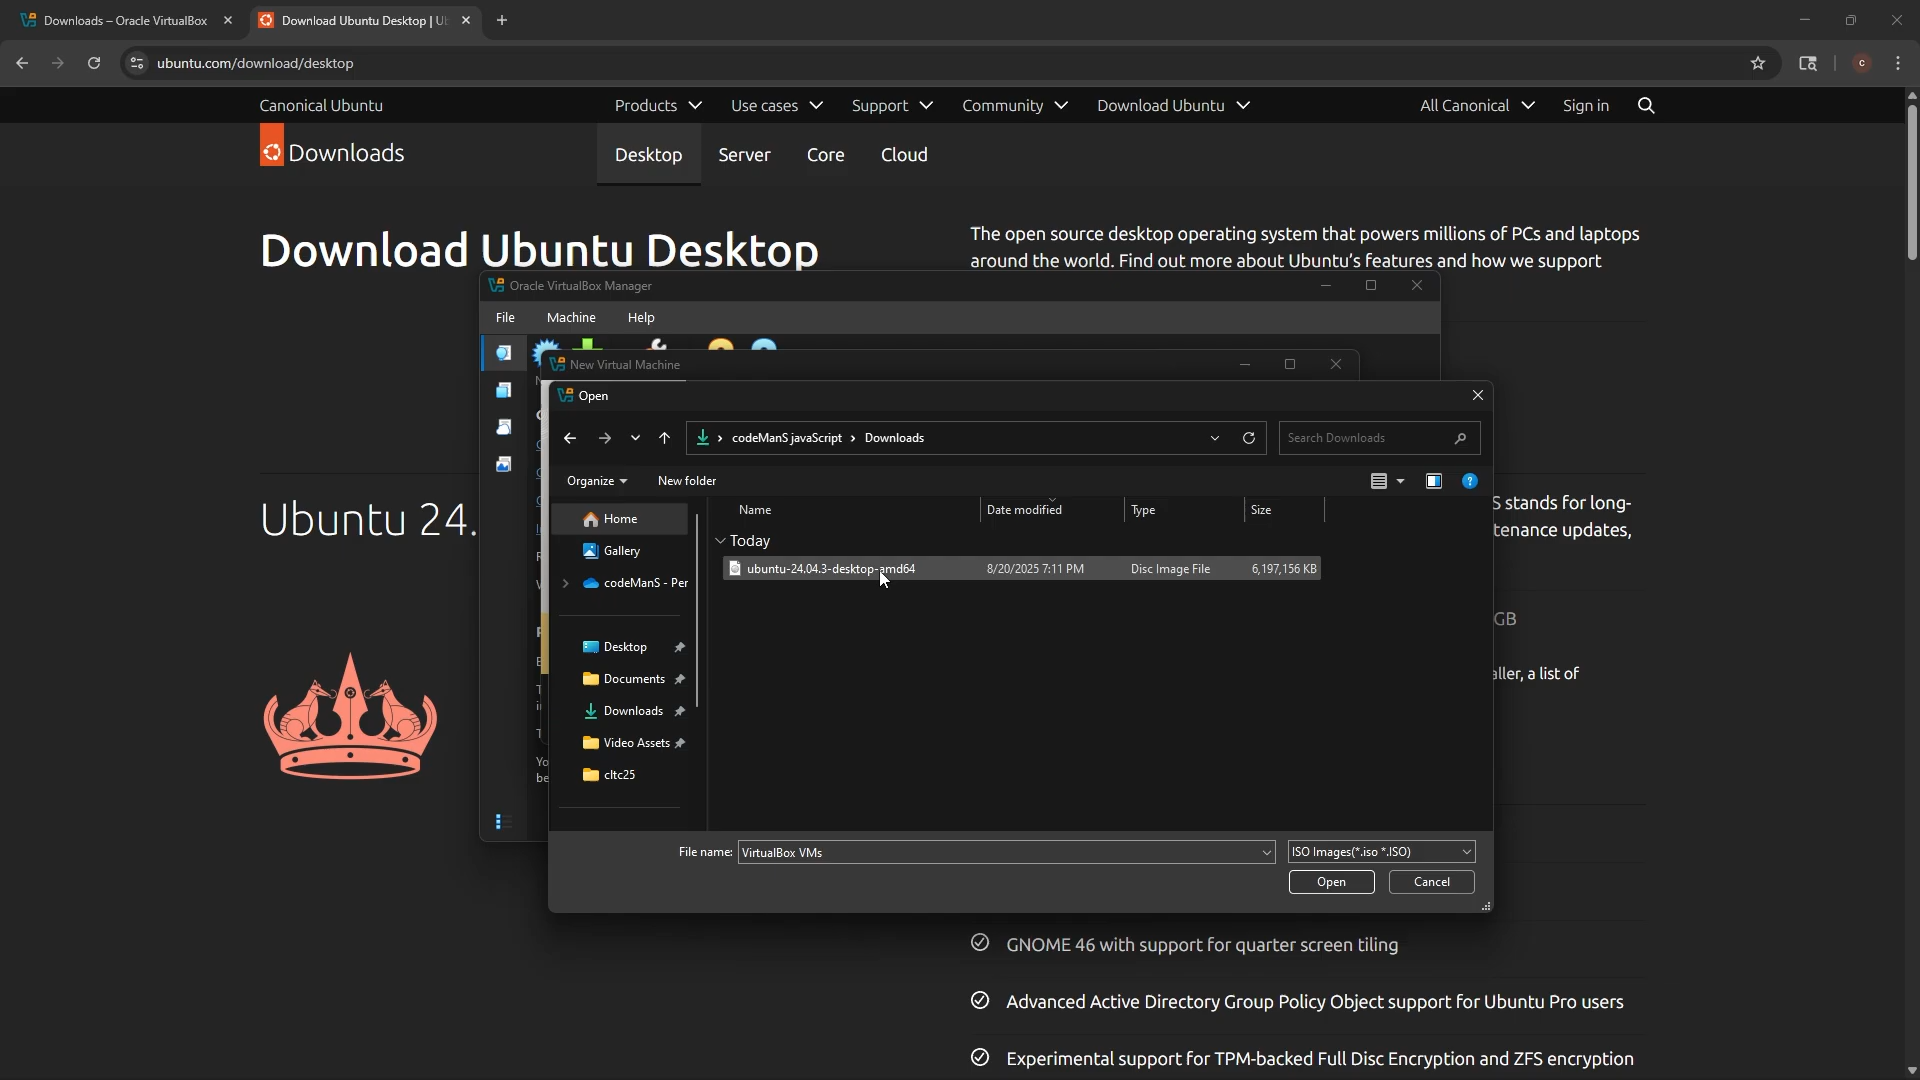 Downloads – Oracle VirtualBox
Download Ubuntu Desktop | U
ubuntu.com/download/desktop
c
Canonical Ubuntu
Products
Use cases
Support
Community
Download Ubuntu
All Canonical
Sign in
Downloads
Desktop
Server
Core
Cloud
Download Ubuntu Desktop
The open source desktop operating system that powers millions of PCs and laptops
around the world. Find out more about Ubuntu's features and how we support
Oracle VirtualBox Manager
File
Machine
Help
New Virtual Machine
Open
codeManS javaScript
Downloads
Search Downloads
Organize
New folder
Name
Date modified
Type
Size
Home
Gallery
codeManS - Per
Today
ubuntu-24.04.3-desktop-amd64
8/20/2025 7:11 PM
Disc Image File
6,197,156 KB
Desktop
Documents
Downloads
Video Assets
cltc25
Ubuntu 24.
S stands for long-
tenance updates,
GB
aller, a list of
Yo
be
File name:
VirtualBox VMs
ISO Images(*.iso *.ISO)
Open
Cancel
GNOME 46 with support for quarter screen tiling
Advanced Active Directory Group Policy Object support for Ubuntu Pro users
Experimental support for TPM-backed Full Disc Encryption and ZFS encryption